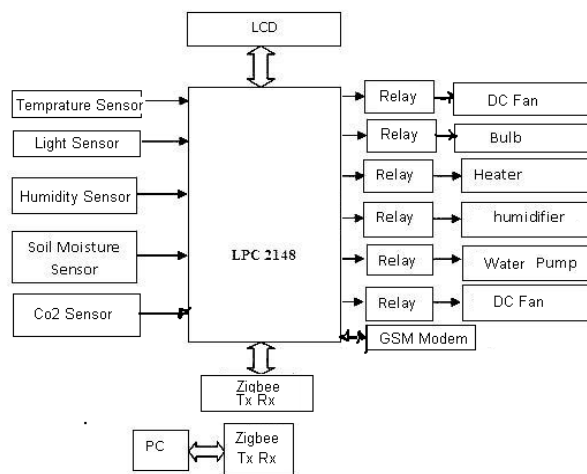 LCD
Temprature Sensor
Light Sensor
Humidity Sensor
Soil Moisture
Sensor
Co2 Sensor
LPC 2148
Relay
DC Fan
Relay
Bulb
Relay
Heater
Relay
humidifier
Relay
Water Pump
Relay
DC Fan
GSM Modem
Zigbee
Tx Rx
PC
Zigbee
Tx Rx